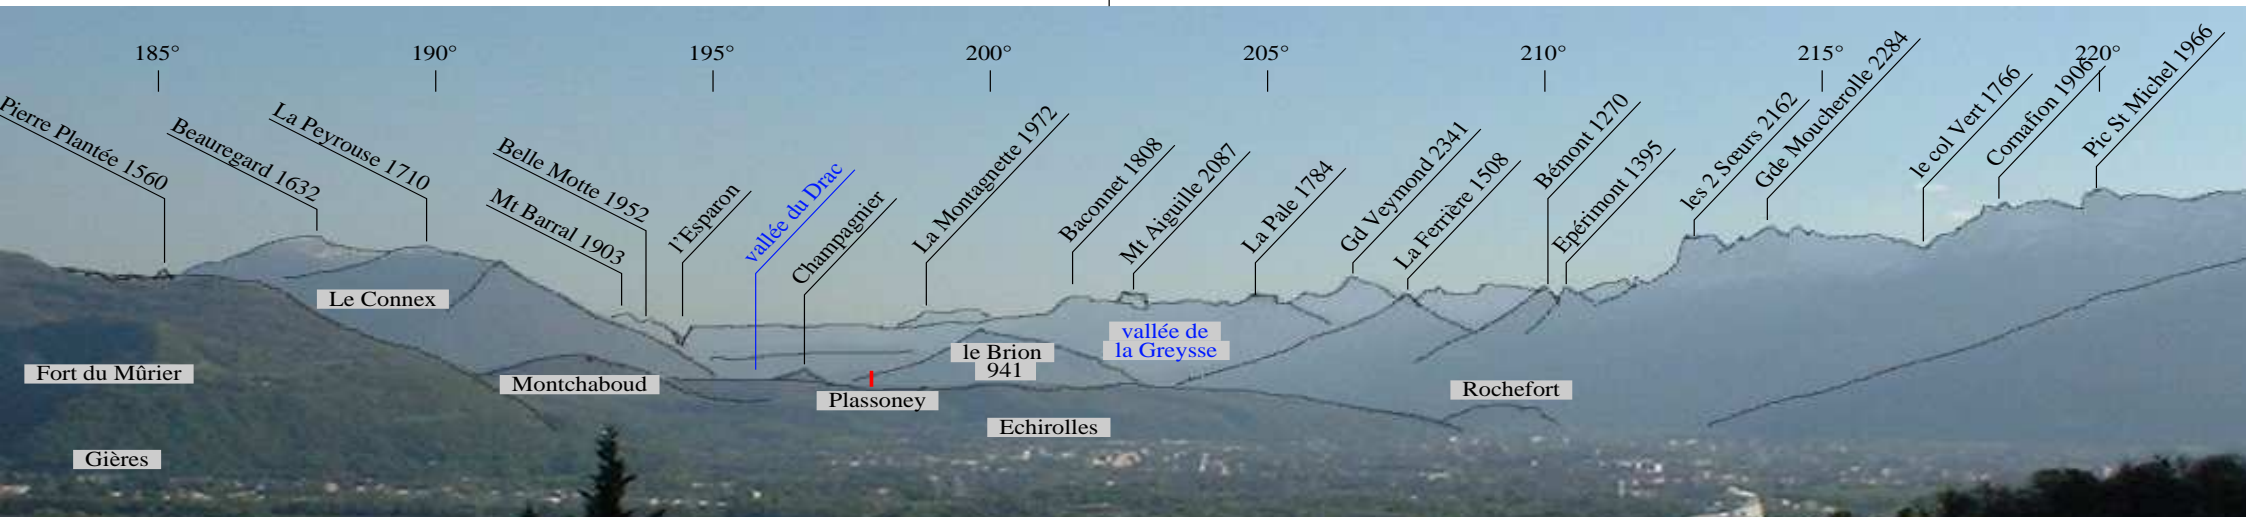 185° 190° 195° 200° 205° 210° 215° 220°
Pierre Plantée 1560
Beauregard 1632
La Peyrouse 1710
Mt Barral 1903
Belle Motte 1952
l'Esparon
vallée du Drac
Champagnier
La Montagnette 1972
Baconnet 1808
Mt Aiguille 2087
La Pale 1784
Gd Veymond 2341
La Ferrière 1508
Bémont 1270
Epérimont 1395
les 2 Sœurs 2162
Gde Moucherolle 2284
le col Vert 1766
Cornafion 1906
Pic St Michel 1966
Le Connex
Fort du Mûrier
Gières
Montchaboud
Plassoney
le Brion
941
vallée de
la Greysse
Echirolles
Rochefort